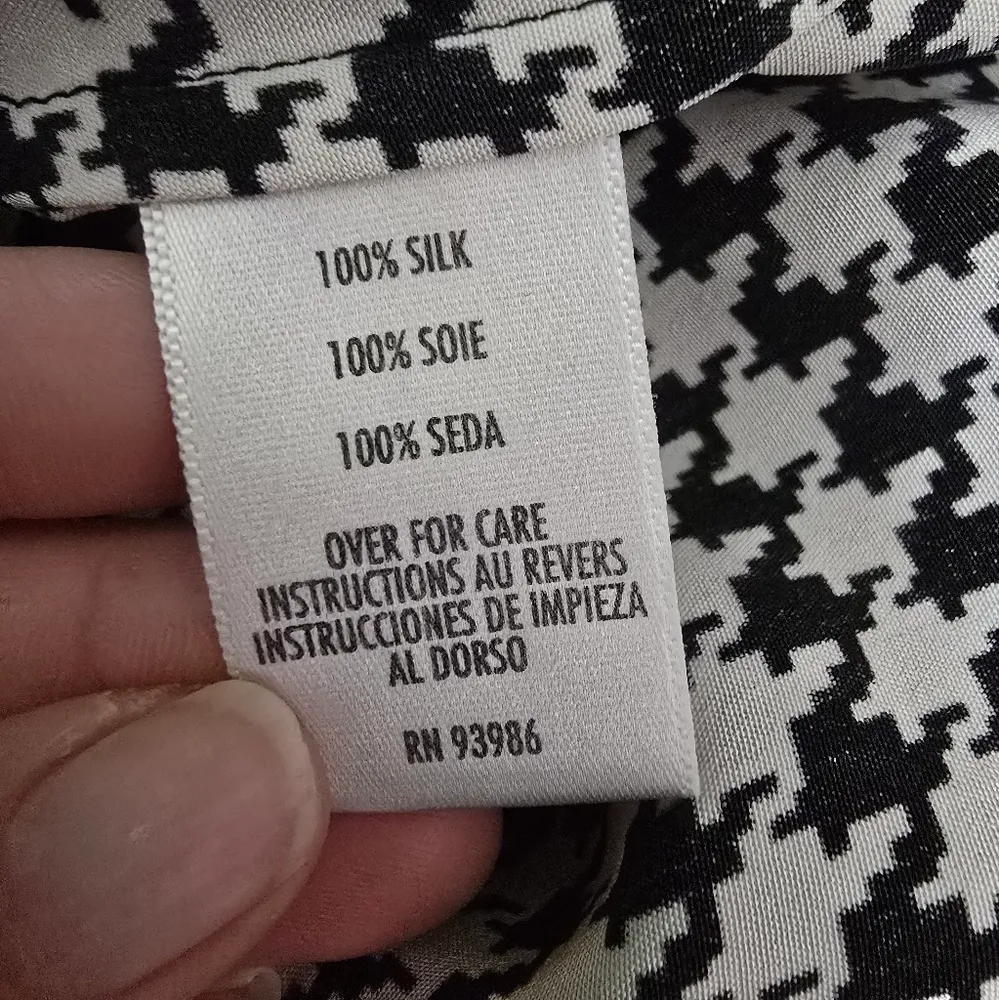 100% SILK
100% SOIE
100% SEDA
OVER FOR CARE
INSTRUCTIONS AU REVERS
INSTRUCCIONES DE IMPIEZA
AL DORSO
RN 93986